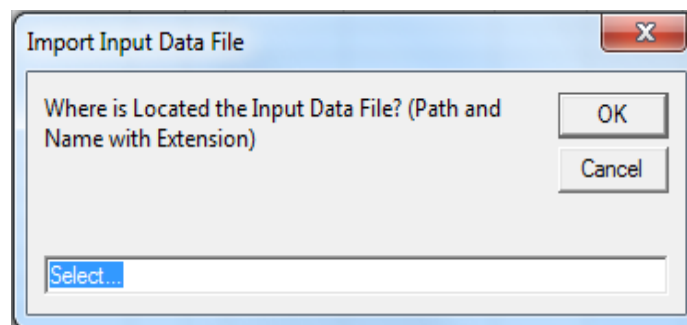 Import Input Data File
X
Where is Located the Input Data File? (Path and
Name with Extension)
OK
Cancel
Select...